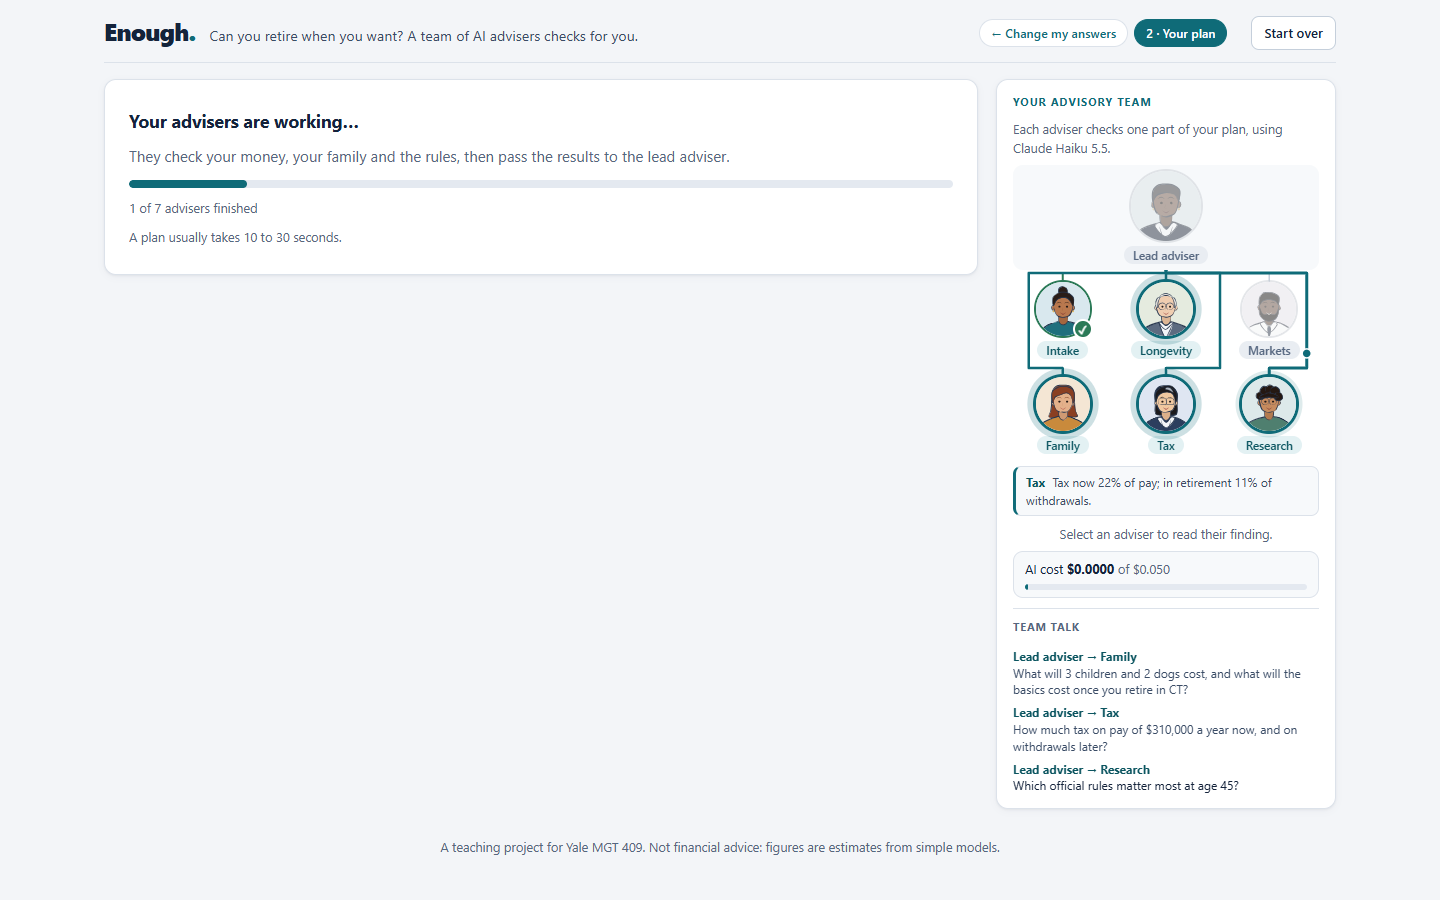 Enough.
Can you retire when you want? A team of AI advisers checks for you.
← Change my answers
2 · Your plan
Start over
Your advisers are working…
They check your money, your family and the rules, then pass the results to the lead adviser.
1 of 7 advisers finished
A plan usually takes 10 to 30 seconds.
YOUR ADVISORY TEAM
Each adviser checks one part of your plan, using
Claude Haiku 5.5.
Lead adviser
Intake
Longevity
Markets
Family
Tax
Research
Tax Tax now 22% of pay; in retirement 11% of
withdrawals.
Select an adviser to read their finding.
AI cost $0.0000 of $0.050
TEAM TALK
Lead adviser → Family
What will 3 children and 2 dogs cost, and what will the
basics cost once you retire in CT?
Lead adviser → Tax
How much tax on pay of $310,000 a year now, and on
withdrawals later?
Lead adviser → Research
Which official rules matter most at age 45?
A teaching project for Yale MGT 409. Not financial advice: figures are estimates from simple models.